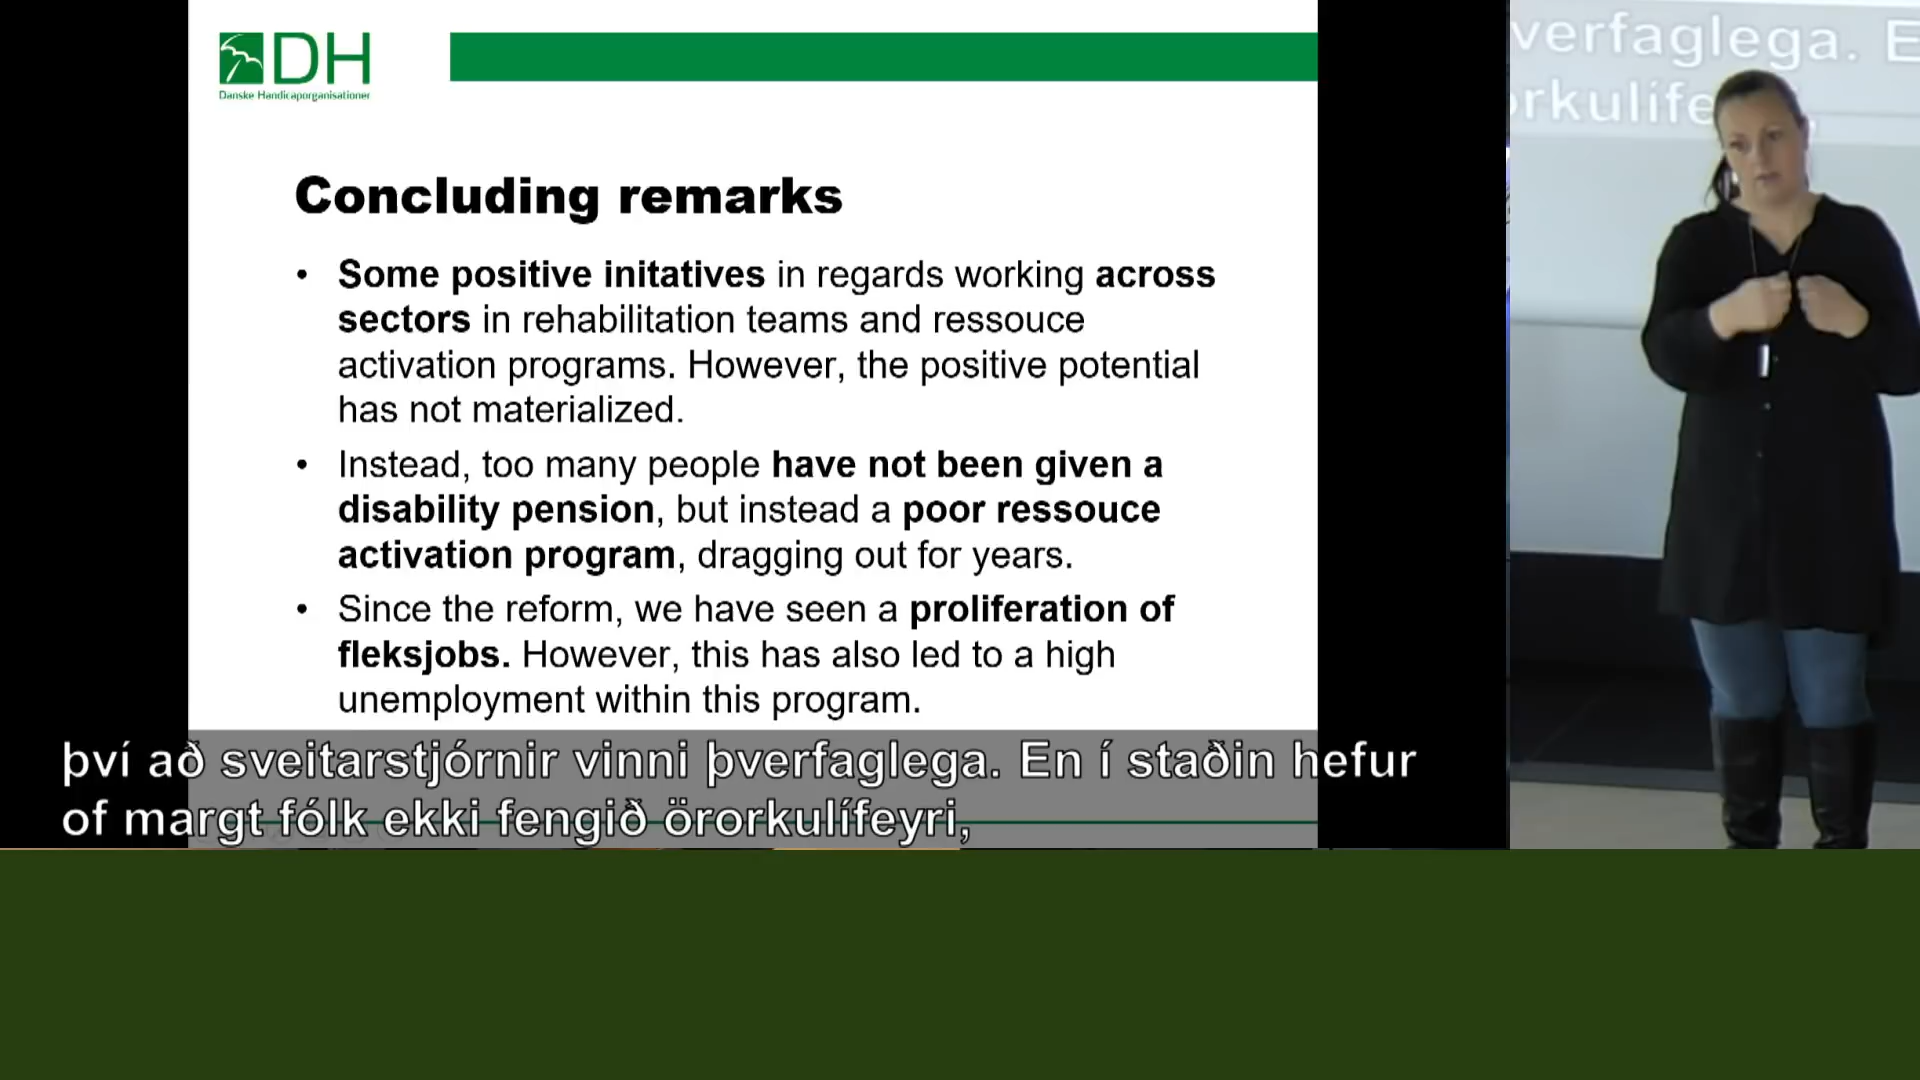 DH
Danske Handicaporganisationer
Concluding remarks
• Some positive initatives in regards working across
sectors in rehabilitation teams and ressouce
activation programs. However, the positive potential
has not materialized.
• Instead, too many people have not been given a
disability pension, but instead a poor ressouce
activation program, dragging out for years.
• Since the reform, we have seen a proliferation of
fleksjobs. However, this has also led to a high
unemployment within this program.
því að sveitarstjórnir vinni þverfaglega. En í staðin hefur
of margt fólk ekki fengið örorkulífeyri,
verfaglega. E
orkulífe